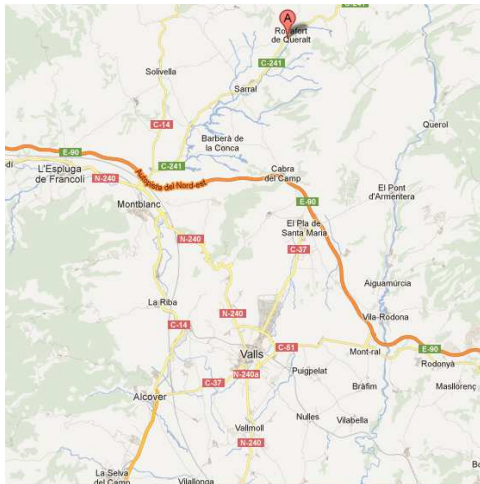 A
Rocafort
de Queralt
C-241
Solivella
Sarral
C-14
Querol
Barberà de
la Conca
E-90
C-241
Cabra
del Camp
L'Espluga
de Francolí
N-240
Autopista del Nord-est
Montblanc
El Pont
d'Armentera
E-90
El Pla de
Santa Maria
C-37
N-240
Aiguamúrcia
La Riba
N-240
Vila-Rodona
C-14
Valls
C-51
Mont-ral
E-90
Rodonyà
Puigpelat
N-240a
C-37
Bràfim
Masllorenç
Alcover
Nulles
Vilabella
Vallmoll
N-240
La Selva
del Camp
Vilallonga